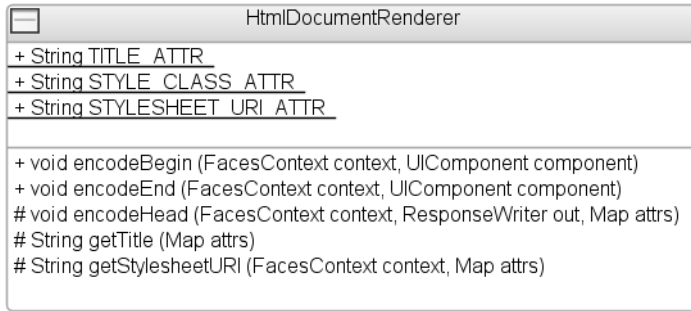 HtmlDocumentRenderer
+ String TITLE_ATTR
+ String STYLE_CLASS_ATTR
+ String STYLESHEET_URI_ATTR
+ void encodeBegin (FacesContext context, UIComponent component)
+ void encodeEnd (FacesContext context, UIComponent component)
# void encodeHead (FacesContext context, ResponseWriter out, Map attrs)
# String getTitle (Map attrs)
# String getStylesheetURI (FacesContext context, Map attrs)